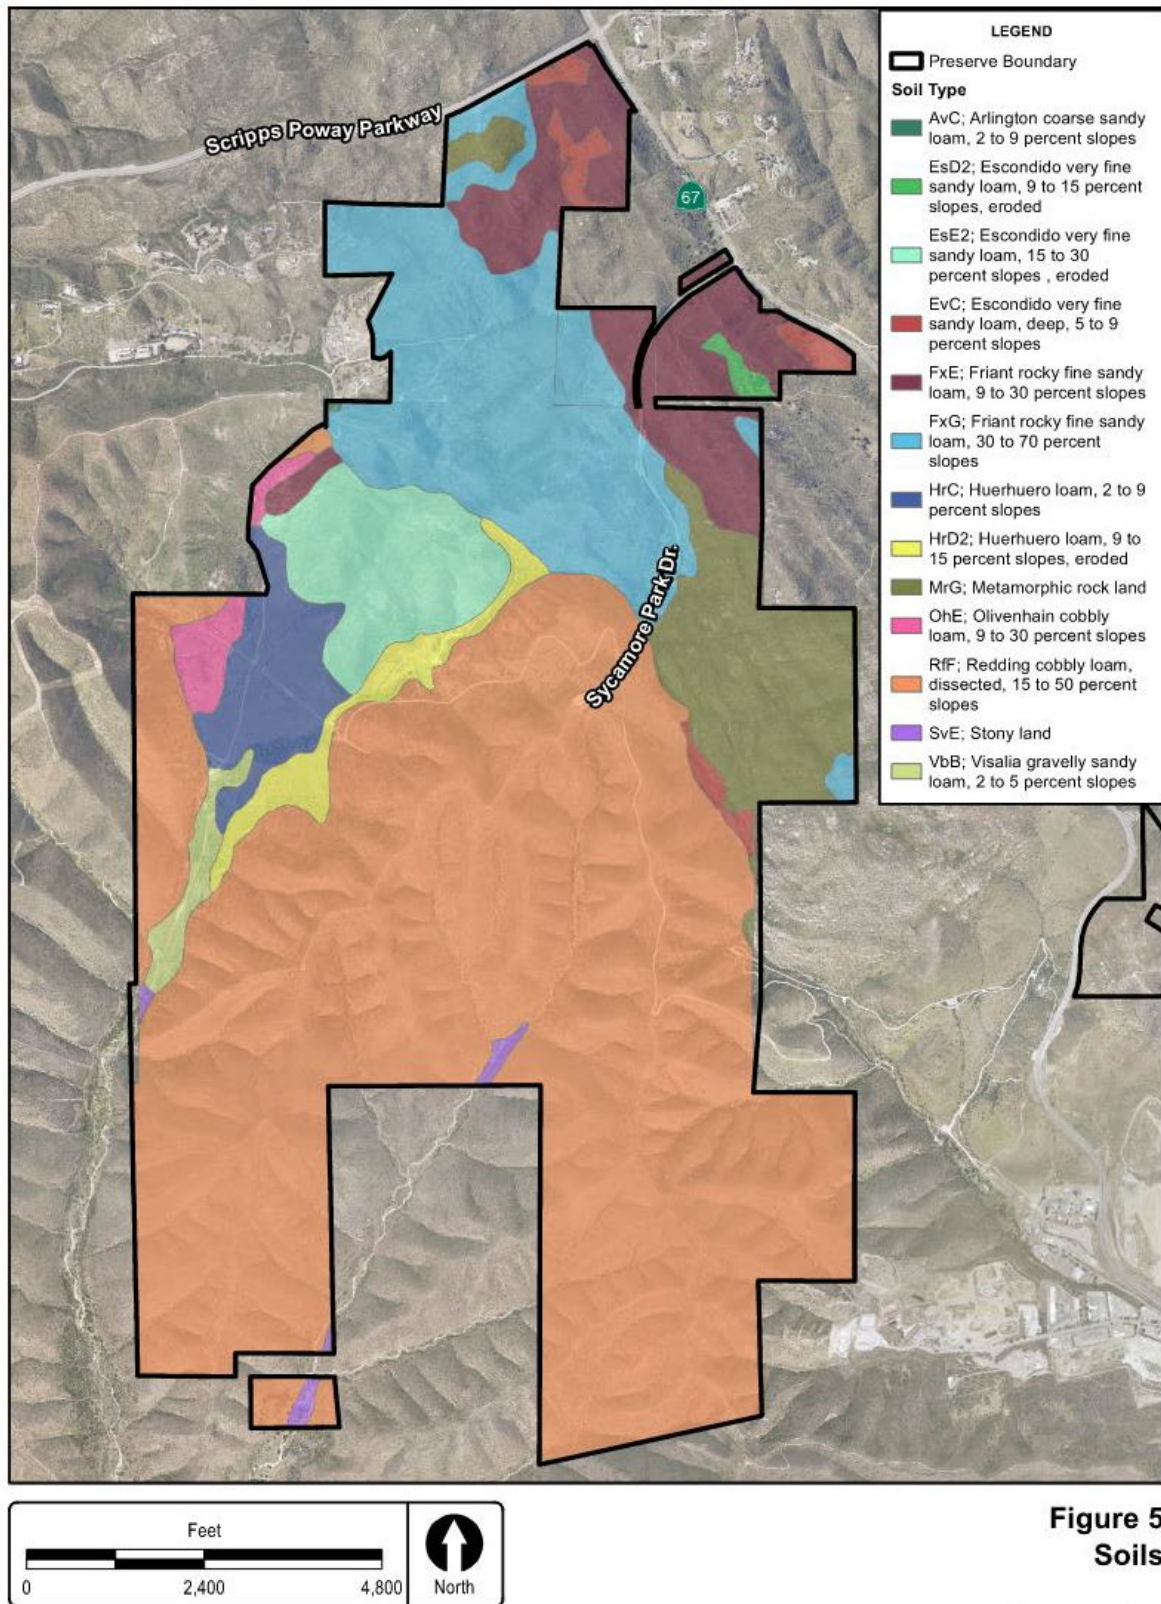 LEGEND
Preserve Boundary
Soil Type
AvC; Arlington coarse sandy
loam, 2 to 9 percent slopes
EsD2; Escondido very fine
sandy loam, 9 to 15 percent
slopes, eroded
EsE2; Escondido very fine
sandy loam, 15 to 30
percent slopes , eroded
EvC; Escondido very fine
sandy loam, deep, 5 to 9
percent slopes
FxE; Friant rocky fine sandy
loam, 9 to 30 percent slopes
FxG; Friant rocky fine sandy
loam, 30 to 70 percent
slopes
HrC; Huerhuero loam, 2 to 9
percent slopes
HrD2; Huerhuero loam, 9 to
15 percent slopes, eroded
MrG; Metamorphic rock land
OhE; Olivenhain cobbly
loam, 9 to 30 percent slopes
RfF; Redding cobbly loam,
dissected, 15 to 50 percent
slopes
SvE; Stony land
VbB; Visalia gravelly sandy
loam, 2 to 5 percent slopes
Scripps Poway Parkway
67
Sycamore Park Dr.
Feet
0
2,400
4,800
North
Figure 5
Soils